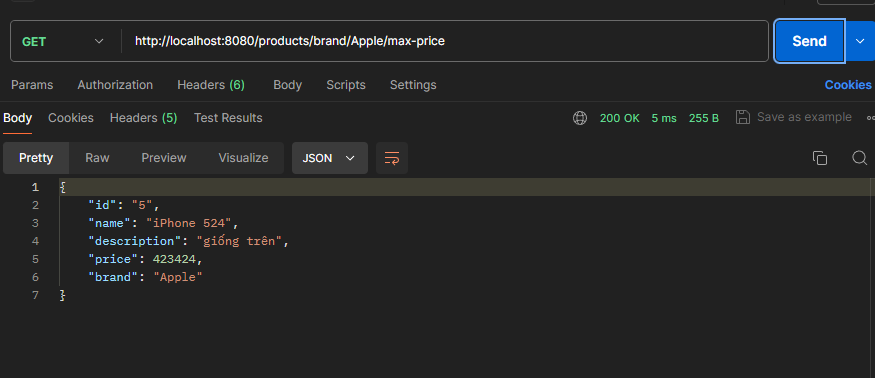 GET http://localhost:8080/products/brand/Apple/max-price Send
Params Authorization Headers (6) Body Scripts Settings Cookies
Body Cookies Headers (5) Test Results 200 OK 5 ms 255 B Save as example
Pretty Raw Preview Visualize JSON
1 {
2 "id": "5",
3 "name": "iPhone 524",
4 "description": "giống trên",
5 "price": 423424,
6 "brand": "Apple"
7 }